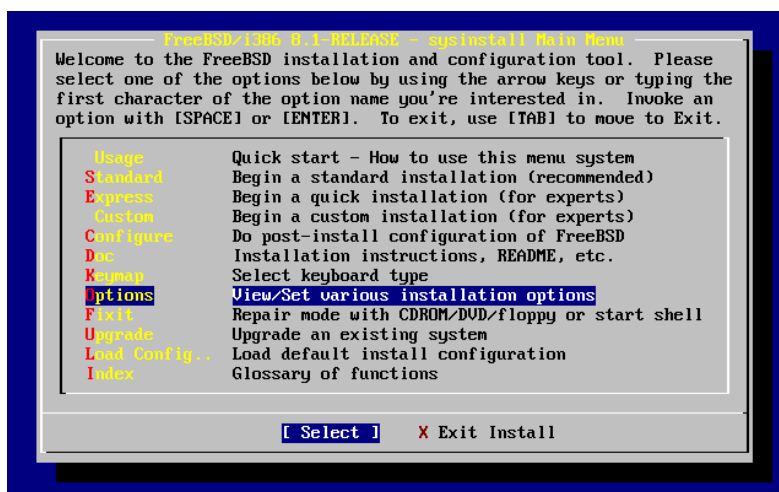 FreeBSD/i386 8.1-RELEASE - sysinstall Main Menu
Welcome to the FreeBSD installation and configuration tool.  Please
select one of the options below by using the arrow keys or typing the
first character of the option name you're interested in.  Invoke an
option with [SPACE] or [ENTER].  To exit, use [TAB] to move to Exit.
Usage Quick start - How to use this menu system
Standard Begin a standard installation (recommended)
Express Begin a quick installation (for experts)
Custom Begin a custom installation (for experts)
Configure Do post-install configuration of FreeBSD
Doc Installation instructions, README, etc.
Keymap Select keyboard type
Options View/Set various installation options
Fixit Repair mode with CDROM/DVD/floppy or start shell
Upgrade Upgrade an existing system
Load Config.. Load default install configuration
Index Glossary of functions
[ Select ] X Exit Install